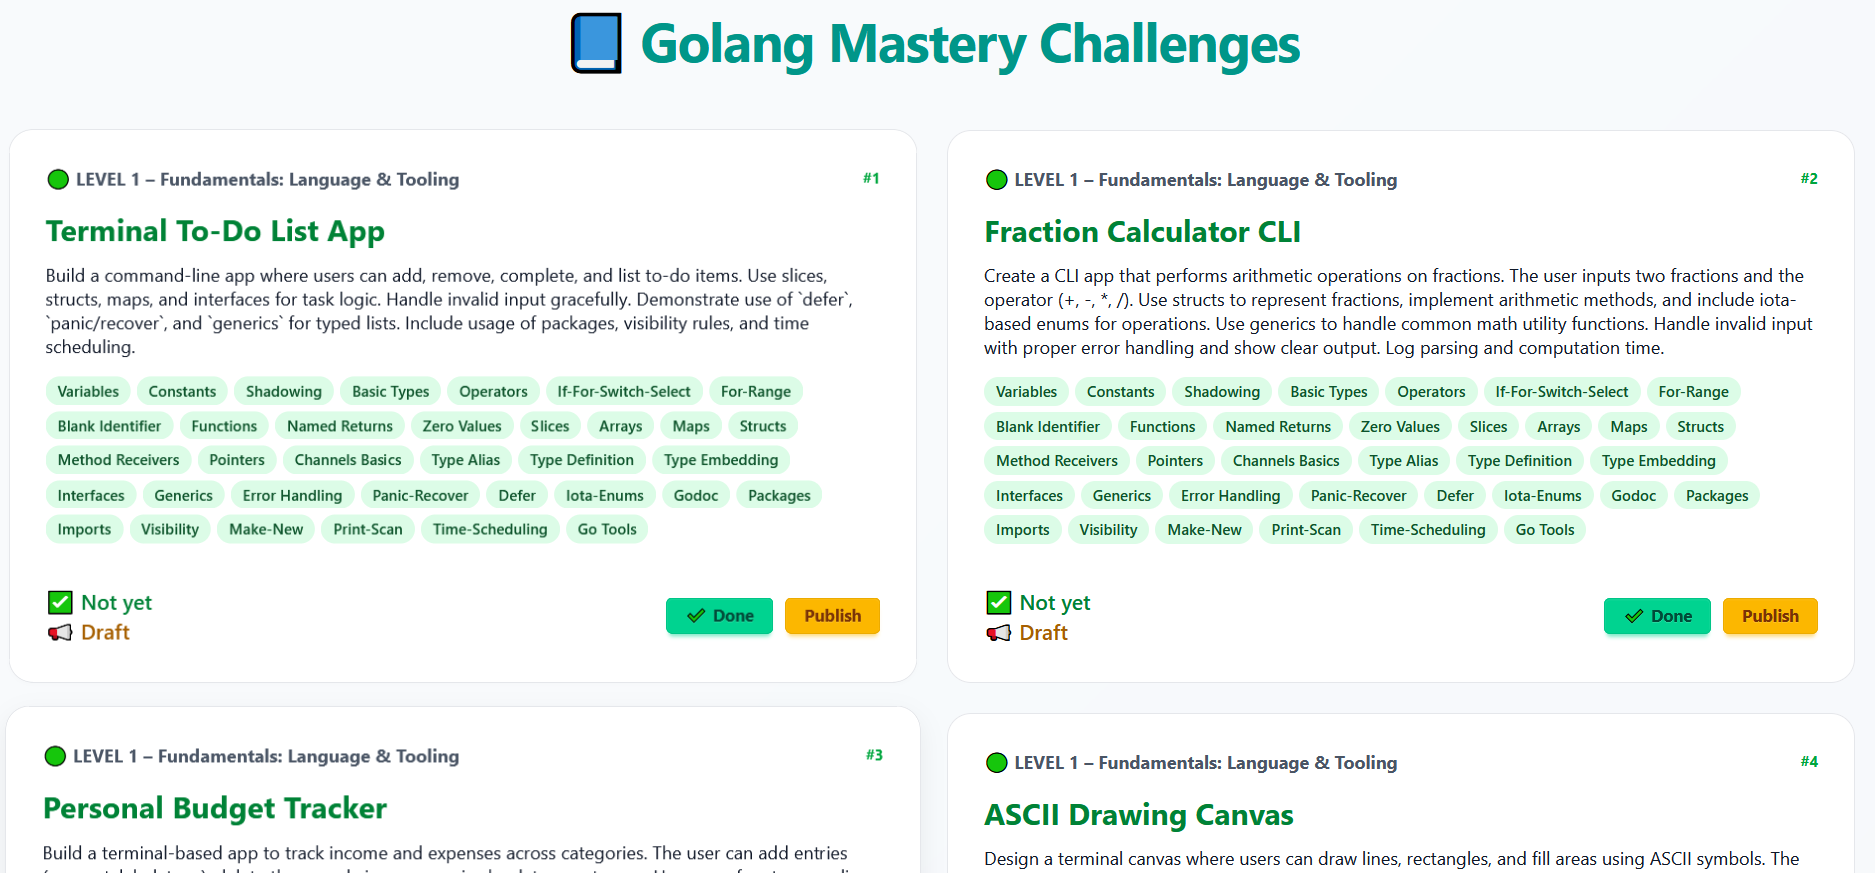 Golang Mastery Challenges
LEVEL 1 – Fundamentals: Language & Tooling
#1
Terminal To-Do List App
Build a command-line app where users can add, remove, complete, and list to-do items. Use slices,
structs, maps, and interfaces for task logic. Handle invalid input gracefully. Demonstrate use of `defer`,
`panic/recover`, and `generics` for typed lists. Include usage of packages, visibility rules, and time
scheduling.
Variables Constants Shadowing Basic Types Operators If-For-Switch-Select For-Range
Blank Identifier Functions Named Returns Zero Values Slices Arrays Maps Structs
Method Receivers Pointers Channels Basics Type Alias Type Definition Type Embedding
Interfaces Generics Error Handling Panic-Recover Defer Iota-Enums Godoc Packages
Imports Visibility Make-New Print-Scan Time-Scheduling Go Tools
Not yet
Draft
Done Publish
LEVEL 1 – Fundamentals: Language & Tooling
#2
Fraction Calculator CLI
Create a CLI app that performs arithmetic operations on fractions. The user inputs two fractions and the
operator (+, -, *, /). Use structs to represent fractions, implement arithmetic methods, and include iota-
based enums for operations. Use generics to handle common math utility functions. Handle invalid input
with proper error handling and show clear output. Log parsing and computation time.
Variables Constants Shadowing Basic Types Operators If-For-Switch-Select For-Range
Blank Identifier Functions Named Returns Zero Values Slices Arrays Maps Structs
Method Receivers Pointers Channels Basics Type Alias Type Definition Type Embedding
Interfaces Generics Error Handling Panic-Recover Defer Iota-Enums Godoc Packages
Imports Visibility Make-New Print-Scan Time-Scheduling Go Tools
Not yet
Draft
Done Publish
LEVEL 1 – Fundamentals: Language & Tooling
#3
Personal Budget Tracker
Build a terminal-based app to track income and expenses across categories. The user can add entries
LEVEL 1 – Fundamentals: Language & Tooling
#4
ASCII Drawing Canvas
Design a terminal canvas where users can draw lines, rectangles, and fill areas using ASCII symbols. The